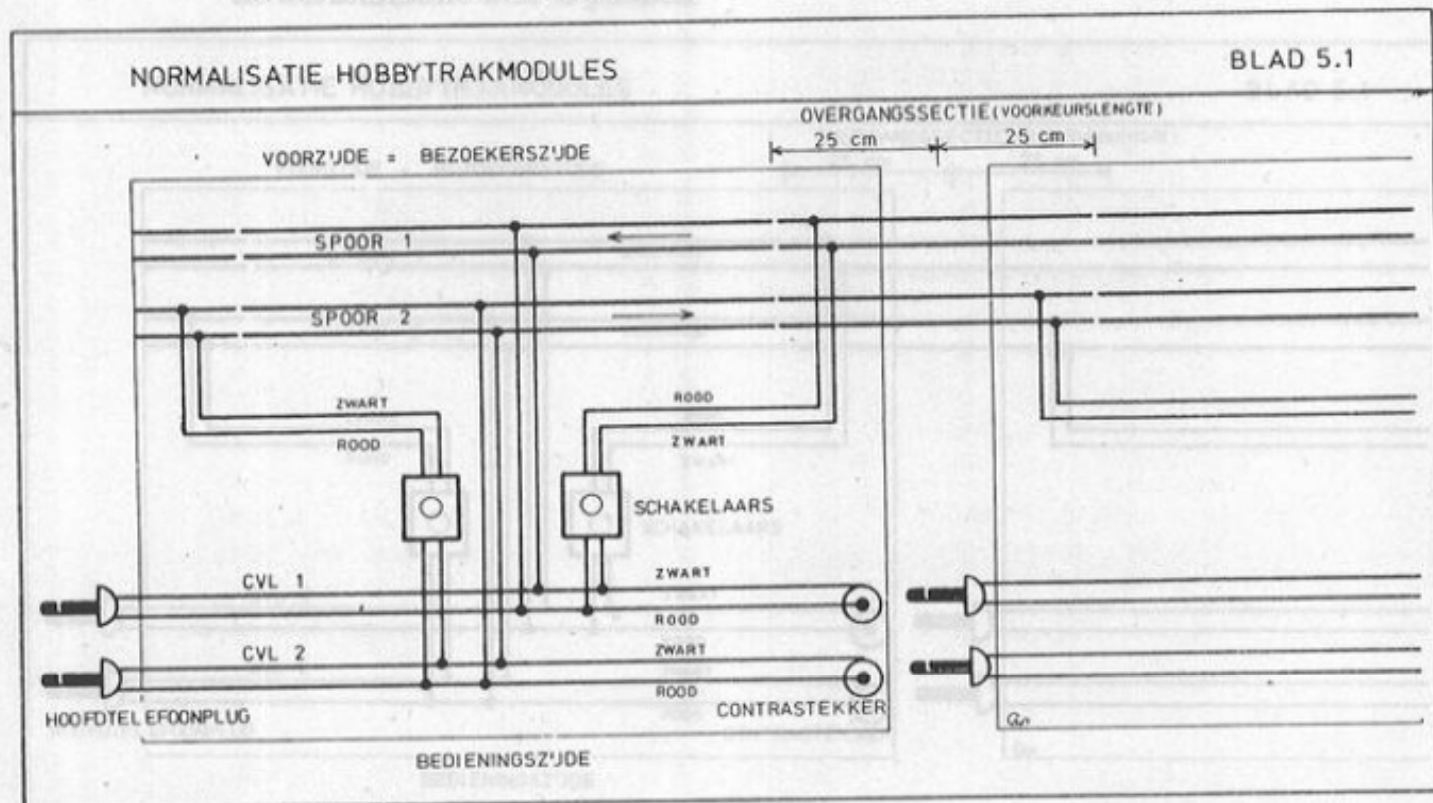 NORMALISATIE HOBBYTRAKMODULES
BLAD 5.1
OVERGANGSSECTIE (VOORKEURSLENGTE)
25 cm
25 cm
VOORZIJDE = BEZOEKERSZIJDE
SPOOR 1
SPOOR 2
ZWART
ROOD
ROOD
ZWART
SCHAKELAARS
CVL 1
ZWART
ROOD
CVL 2
ZWART
ROOD
HOOFDTELEFOONPLUG
CONTRASTEKKER
BEDIENINGSZIJDE